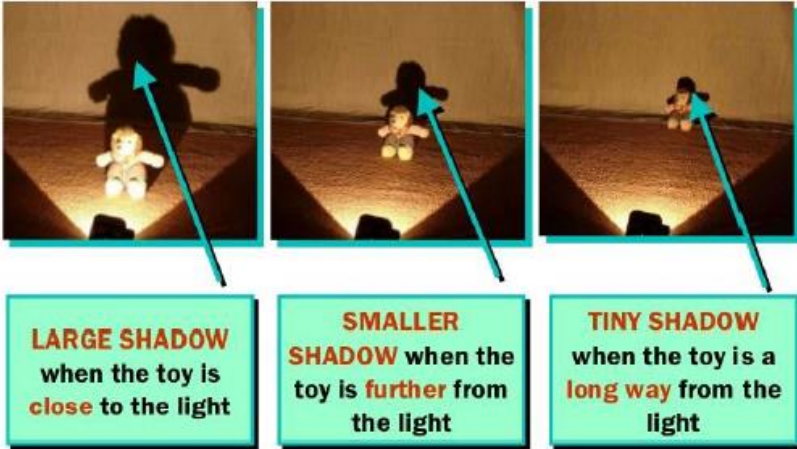 LARGE SHADOW
when the toy is
close to the light
SMALLER
SHADOW when the
toy is further from
the light
TINY SHADOW
when the toy is a
long way from the
light